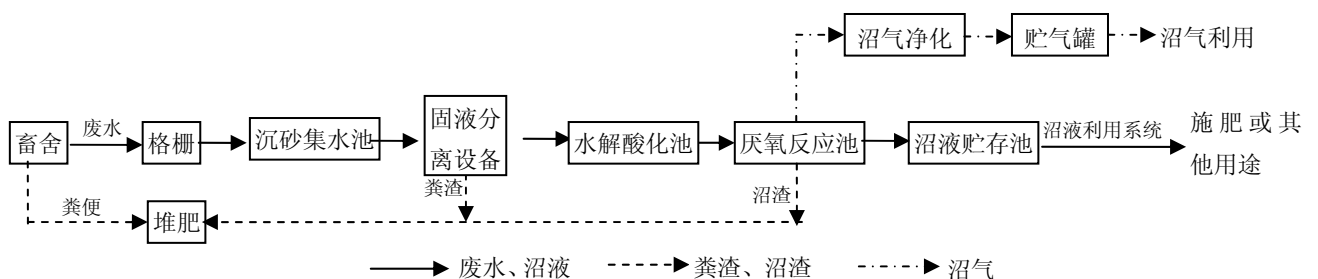 沼气净化
贮气罐
沼气利用
畜舍
废水
格栅
沉砂集水池
固液分
离设备
水解酸化池
厌氧反应池
沼液贮存池
沼液利用系统
施肥或其
他用途
粪渣
沼渣
粪便
堆肥
废水、沼液
粪渣、沼渣
沼气